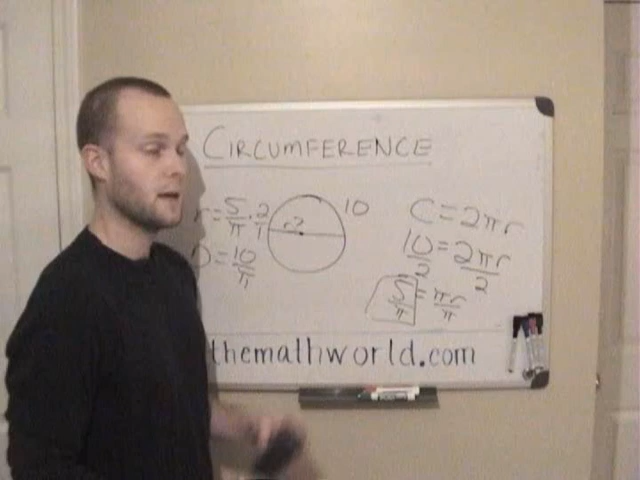 CIRCUMFERENCE
r = 5/π · 2/1
r=?
10
C = 2πr
D = 10/π
10/2 = 2πr/2
5/π = πr/π
themathworld.com